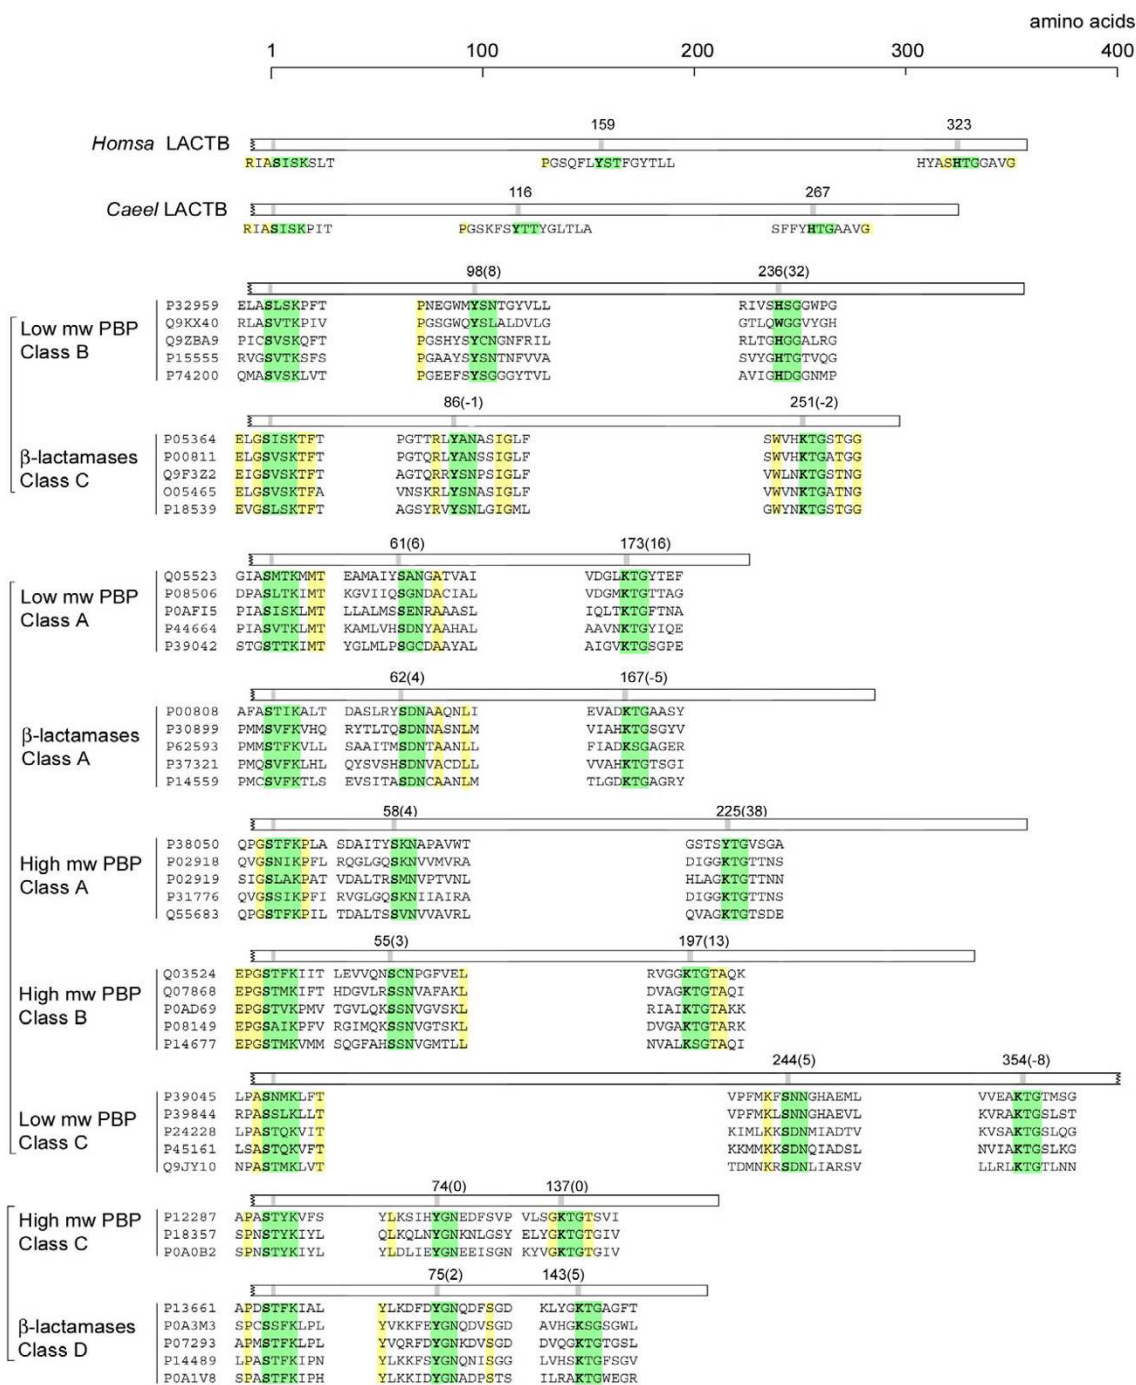 amino acids
1 100 200 300 400
159 323
Homsa LACTB
RIASISKSLT PGSQFLYSTFGYTLL HYASHTGGAVG
116 267
Caeel LACTB
RIASISKPIT PGSKFSYTTYGLTLA SFFYHTGAAVG
98(8) 236(32)
Low mw PBP
Class B
P32959 ELASLSKPFT PNEGWMYSNTGYVLL RIVSHSGGWPG
Q9KX40 RLASVTKPIV PGSGWQYSLALDVLG GTLQWGGVYGH
Q9ZBA9 PICSVSKQFT PGSHYSYCNGNFRIL RLTGHGGALRG
P15555 RVGSVTKSFS PGAAYSYSNTNFVVA SVYGHTGTVQG
P74200 QMASVSKLVT PGEEFSYSGGGYTVL AVIGHDGGNMP
86(-1) 251(-2)
β-lactamases
Class C
P05364 ELGSISKTFT PGTTRLYANASIGLF SWVHKTGSTGG
P00811 ELGSVSKTFT PGTQRLYANSSIGLF SWVHKTGATGG
Q9F3Z2 EIGSVSKTFT AGTQRRYSNPSIGLF VWLNKTGSTNG
O05465 ELGSVSKTFA VNSKRLYSNASIGLF VWVNKTGATNG
P18539 EVGSLSKTFT AGSYRVYSNLGIGML GWYNKTGSTGG
61(6) 173(16)
Low mw PBP
Class A
Q05523 GIASMTKMMT EAMAIYSANGATVAI VDGLKTGYTEF
P08506 DPASLTKIMT KGVIIQSGNDACIAL VDGMKTGTTAG
P0AFI5 PIASISKLMT LLALMSSENRAAASL IQLTKTGFTNA
P44664 PIASVTKLMT KAMLVHSDNYAAHAL AAVNKTGYIQE
P39042 STGSTTKIMT YGLMLPSGCDAAYAL AIGVKTGSGPE
62(4) 167(-5)
β-lactamases
Class A
P00808 AFASTIKALT DASLRYSDNAAQNLI EVADKTGAASY
P30899 PMMSVFKVHQ RYTLTQSDNNASNLM VIAHKTGSGYV
P62593 PMMSTFKVLL SAAITMSDNTAANLL FIADKSGAGER
P37321 PMQSVFKLHL QYSVSHSDNVACDLL VVAHKTGTSGI
P14559 PMCSVFKTLS EVSITASDNCAANLM TLGDKTGAGRY
58(4) 225(38)
High mw PBP
Class A
P38050 QPGSTFKPLA SDAITYSKNAPAVWT GSTSYTGVSGA
P02918 QVGSNIKPFL RQGLGQSKNVVMVRA DIGGKTGTTNS
P02919 SIGSLAKPAT VDALTRSMNVPTVNL HLAGKTGTTNN
P31776 QVGSSIKPFI RVGLGQSKNIIAIRA DIGGKTGTTNS
Q55683 QPGSTFKPIL TDALTSSVNVVAVRL QVAGKTGTSDE
55(3) 197(13)
High mw PBP
Class B
Q03524 EPGSTFKIIT LEVVQNSCNPGFVEL RVGGKTGTAQK
Q07868 EPGSTMKIFT HDGVLRSSNVAFAKL DVAGKTGTAQI
P0AD69 EPGSTVKPMV TGVLQKSSNVGVSKL RIAIKTGTAKK
P08149 EPGSAIKPFV RGIMQKSSNVGTSKL DVGAKTGTARK
P14677 EPGSTMKVMM SQGFAHSSNVGMTLL NVALKSGTAQI
244(5) 354(-8)
Low mw PBP
Class C
P39045 LPASNMKLFT VPFMKFSNNGHAEML VVEAKTGTMSG
P39844 RPASSLKLLT VPFMKLSNNGHAEVL KVRAKTGSLST
P24228 LPASTQKVIT KIMLKKSDNMIADTV KVSAKTGSLQG
P45161 LSASTQKVFT KKMMKKSDNQIADSL NVIAKTGSLKG
Q9JY10 NPASTMKLVT TDMNKRSDNLIARSV LLRLKTGTLNN
74(0) 137(0)
High mw PBP
Class C
P12287 APASTYKVFS YLKSIHYGNEDFSVP VLSGKTGTSVI
P18357 SPNSTYKIYL QLKQLNYGNKNLGSY ELYGKTGTGIV
P0A0B2 SPNSTYKIYL YLDLIEYGNEEISGN KYVGKTGTGIV
75(2) 143(5)
β-lactamases
Class D
P13661 APDSTFKIAL YLKDFDYGNQDFSGD KLYGKTGAGFT
P0A3M3 SPCSSFKLPL YVKKFEYGNQDVSGD AVHGKSGSGWL
P07293 APMSTFKLPL YVQRFDYGNKDVSGD DVQGKTGTGSL
P14489 LPASTFKIPN YLKKFSYGNQNISGG LVHSKTGFSGV
P0A1V8 SPASTFKIPH YLKKIDYGNADPSTS ILRAKTGWEGR